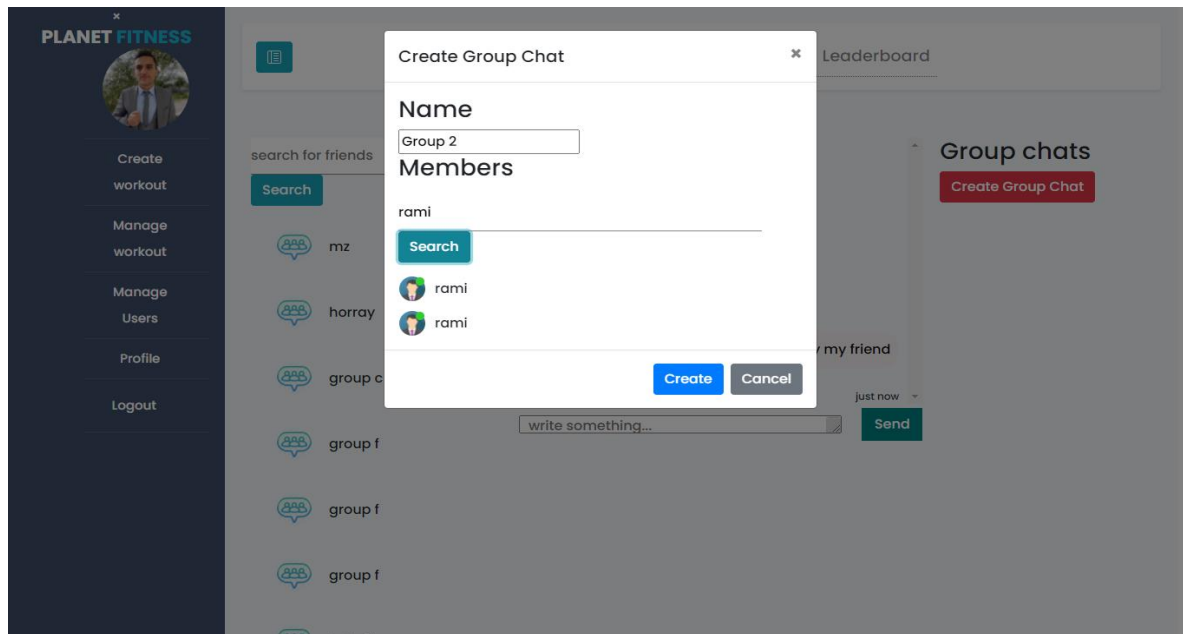 ×
PLANET FITNESS
Create
workout
Manage
workout
Manage
Users
Profile
Logout
Leaderboard
search for friends
Search
mz
horray
group c
group f
group f
group f
Create Group Chat
×
Name
Group 2
Members
rami
Search
rami
rami
Create
Cancel
my friend
just now
write something...
Send
Group chats
Create Group Chat